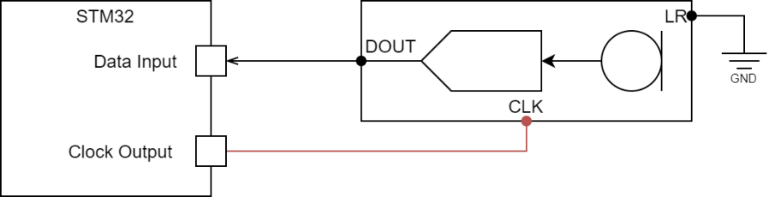 STM32
LR
DOUT
Data Input
GND
CLK
Clock Output